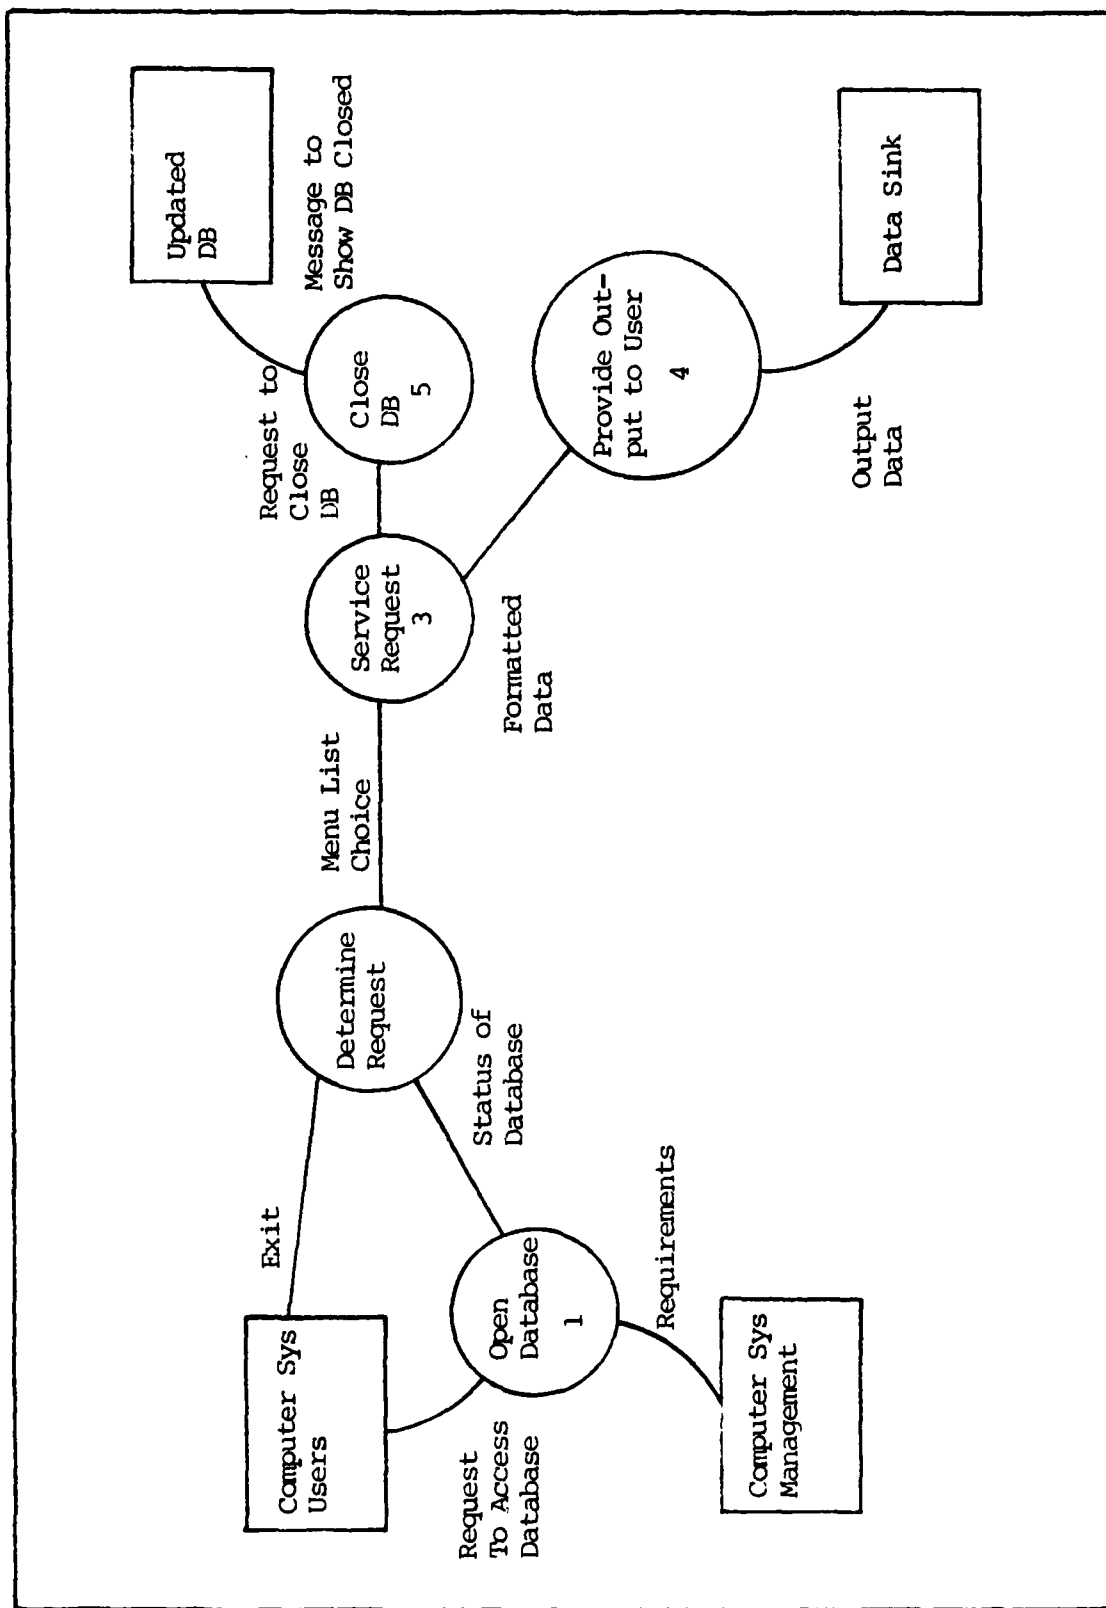 Computer Sys
Users
Exit
Request
To Access
Database
Open
Database
1
Requirements
Computer Sys
Management
Status of
Database
Determine
Request
Menu List
Choice
Service
Request
3
Formatted
Data
Request to
Close
DB
Close
DB
5
Message to
Show DB Closed
Updated
DB
Provide Out-
put to User
4
Output
Data
Data Sink